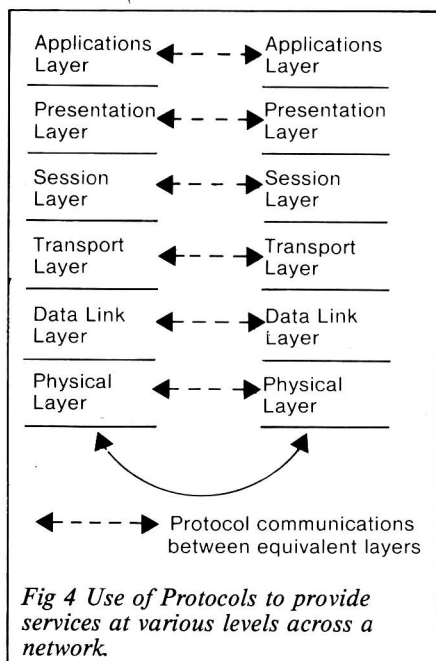 Applications Layer
Applications Layer
Presentation Layer
Presentation Layer
Session Layer
Session Layer
Transport Layer
Transport Layer
Data Link Layer
Data Link Layer
Physical Layer
Physical Layer
Protocol communications
between equivalent layers
Fig 4 Use of Protocols to provide
services at various levels across a
network.